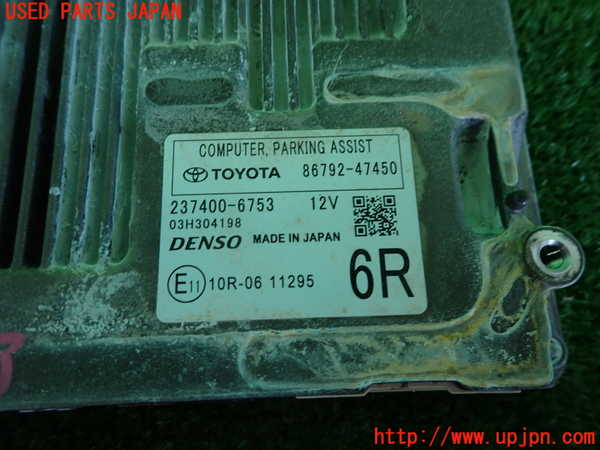 USED PARTS JAPAN
COMPUTER, PARKING ASSIST
TOYOTA 86792-47450
237400-6753 12V
03H304198
DENSO MADE IN JAPAN
E11 10R-06 11295 6R
http://www.upjpn.com/